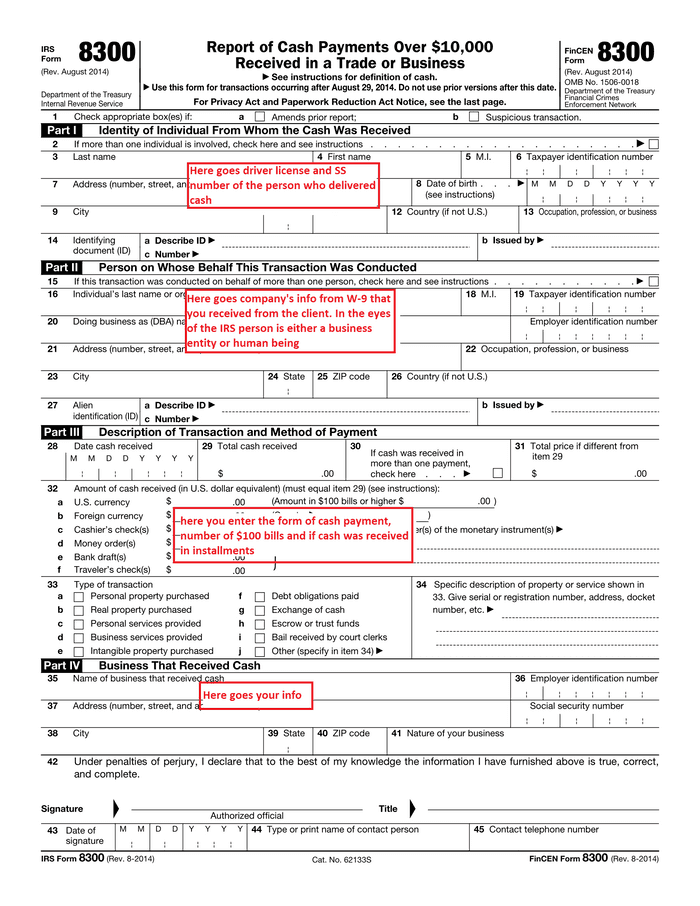 IRS
Form 8300
(Rev. August 2014)
Department of the Treasury
Internal Revenue Service
Report of Cash Payments Over $10,000
Received in a Trade or Business
▶ See instructions for definition of cash.
▶ Use this form for transactions occurring after August 29, 2014. Do not use prior versions after this date.
For Privacy Act and Paperwork Reduction Act Notice, see the last page.
FinCEN
Form 8300
(Rev. August 2014)
OMB No. 1506-0018
Department of the Treasury
Financial Crimes
Enforcement Network
1 Check appropriate box(es) if: a Amends prior report; b Suspicious transaction.
Part I Identity of Individual From Whom the Cash Was Received
2 If more than one individual is involved, check here and see instructions . . . . . . . . . . . . . . . . . . . . ▶
3 Last name 4 First name 5 M.I. 6 Taxpayer identification number
Here goes driver license and SS
number of the person who delivered
cash
7 Address (number, street, an 8 Date of birth . . . ▶ M M D D Y Y Y Y
(see instructions)
9 City 12 Country (if not U.S.) 13 Occupation, profession, or business
14 Identifying document (ID) a Describe ID ▶ b Issued by ▶
c Number ▶
Part II Person on Whose Behalf This Transaction Was Conducted
15 If this transaction was conducted on behalf of more than one person, check here and see instructions . . . . . . . . . . . ▶
16 Individual's last name or or 18 M.I. 19 Taxpayer identification number
Here goes company's info from W-9 that
you received from the client. In the eyes
of the IRS person is either a business
entity or human being
20 Doing business as (DBA) na Employer identification number
21 Address (number, street, an 22 Occupation, profession, or business
23 City 24 State 25 ZIP code 26 Country (if not U.S.)
27 Alien identification (ID) a Describe ID ▶ b Issued by ▶
c Number ▶
Part III Description of Transaction and Method of Payment
28 Date cash received 29 Total cash received 30 If cash was received in 31 Total price if different from
M M D D Y Y Y Y more than one payment, item 29
$ .00 check here . . . ▶ $ .00
32 Amount of cash received (in U.S. dollar equivalent) (must equal item 29) (see instructions):
a U.S. currency $ .00 (Amount in $100 bills or higher $ .00 )
b Foreign currency $ )
c Cashier's check(s) $ er(s) of the monetary instrument(s) ▶
d Money order(s) $
e Bank draft(s) $ .00
f Traveler's check(s) $ .00 )
here you enter the form of cash payment,
number of $100 bills and if cash was received
in installments
33 Type of transaction
a Personal property purchased f Debt obligations paid
b Real property purchased g Exchange of cash
c Personal services provided h Escrow or trust funds
d Business services provided i Bail received by court clerks
e Intangible property purchased j Other (specify in item 34) ▶
34 Specific description of property or service shown in
33. Give serial or registration number, address, docket
number, etc. ▶
Part IV Business That Received Cash
35 Name of business that received cash 36 Employer identification number
Here goes your info
37 Address (number, street, and a Social security number
38 City 39 State 40 ZIP code 41 Nature of your business
42 Under penalties of perjury, I declare that to the best of my knowledge the information I have furnished above is true, correct,
and complete.
Signature Title
Authorized official
43 Date of signature M M D D Y Y Y Y 44 Type or print name of contact person 45 Contact telephone number
IRS Form 8300 (Rev. 8-2014) Cat. No. 62133S FinCEN Form 8300 (Rev. 8-2014)